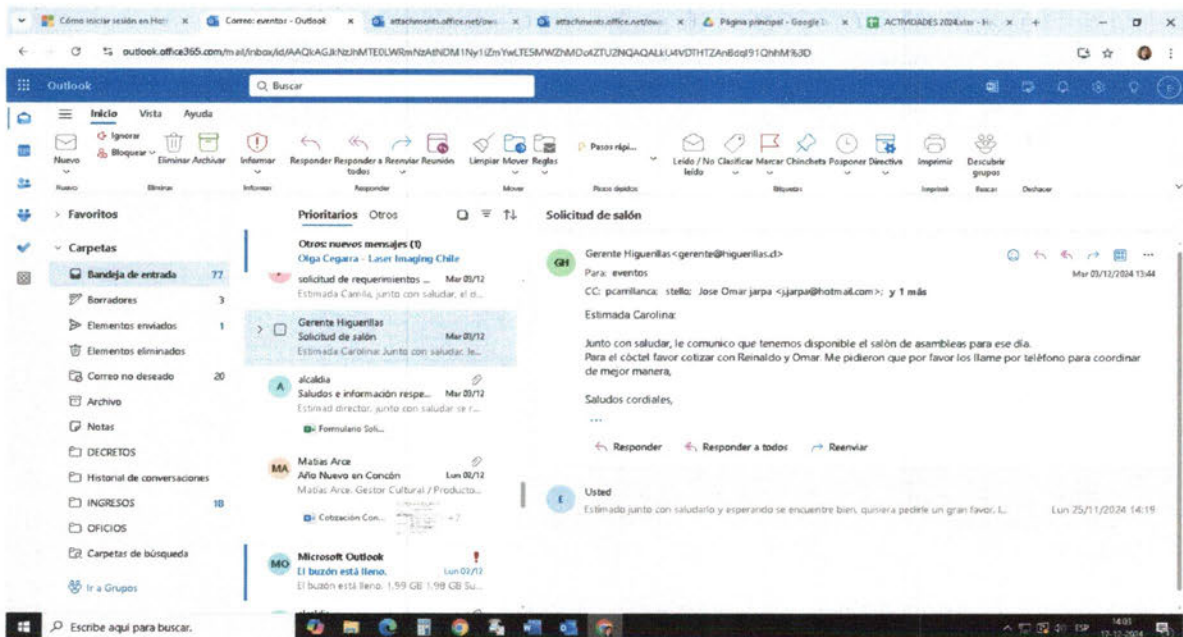 Cómo iniciar sesión en Hot
Correo: eventos - Outlook
attachments.office.net/ow
attachments.office.net/ow
Página principal - Google
ACTIVIDADES 2024.xlsx - H
Outlook
Buscar
Inicio Vista Ayuda
Nuevo
Ignorar
Bloquear
Eliminar Archivar
Informar
Responder Responder a todos Reenviar Reunión
Limpiar Mover Reglas
Pasos rápi...
Leído / No leído Clasificar Marcar Chincheta Posponer Directiva
Imprimir
Descubrir grupos
Nuevo Eliminar Informar Responder Mover Pasos rápidos Etiquetas Imprimir Buscar Deshacer
Favoritos
Carpetas
Bandeja de entrada 77
Borradores 3
Elementos enviados 1
Elementos eliminados
Correo no deseado 20
Archivo
Notas
DECRETOS
Historial de conversaciones
INGRESOS 18
OFICIOS
Carpetas de búsqueda
Ir a Grupos
Prioritarios Otros
Otros: nuevos mensajes (1)
Olga Cegarra - Laser Imaging Chile
solicitud de requerimientos ... Mar 03/12
Estimada Camila, junto con saludar, el d...
Gerente Higuerillas
Solicitud de salón Mar 03/12
Estimada Carolina: Junto con saludar, le...
A
alcaldia
Saludos e información respe... Mar 03/12
Estimad director, junto con saludar se r...
Formulario Soli...
MA
Matias Arce
Año Nuevo en Concón Lun 02/12
Matias Arce. Gestor Cultural / Producto...
Cotización Con... +2
MO
Microsoft Outlook
El buzón está lleno. Lun 02/12
El buzón está lleno. 1.99 GB 1.98 GB Su...
Solicitud de salón
GH
Gerente Higuerillas<gerente@higuerillas.cl>
Para: eventos
Mar 03/12/2024 13:44
CC: pcarrilanca; stello; Jose Omar jarpa <sjarpa@hotmail.com>; y 1 más
Estimada Carolina:
Junto con saludar, le comunico que tenemos disponible el salón de asambleas para ese día.
Para el cóctel favor cotizar con Reinaldo y Omar. Me pidieron que por favor los llame por teléfono para coordinar
de mejor manera,
Saludos cordiales,
...
Responder Responder a todos Reenviar
E
Usted
Estimado junto con saludarlo y esperando se encuentre bien, quisiera pedirle un gran favor, l... Lun 25/11/2024 14:19
Escribe aquí para buscar.
ESP
14:03
12-12-2024